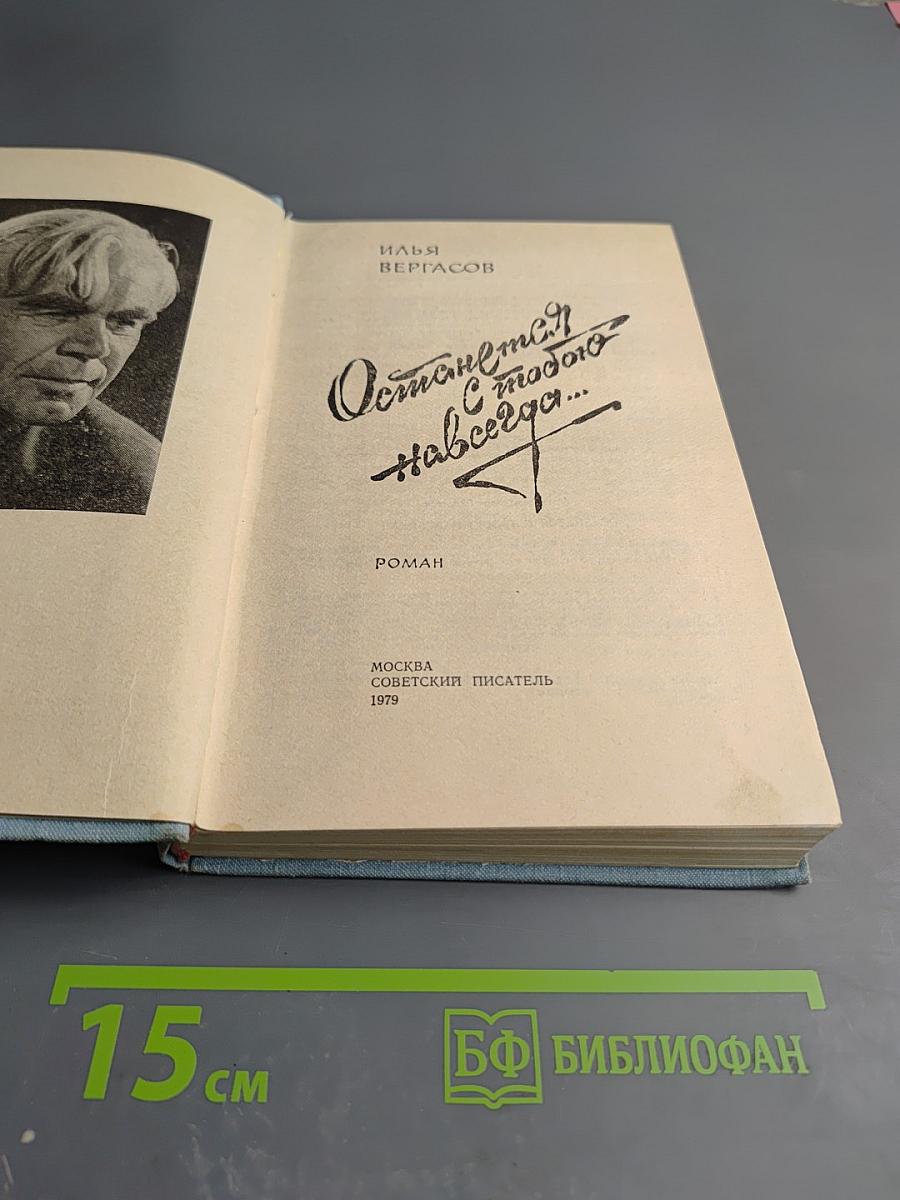 ИЛЬЯ
ВЕРГАСОВ
Останется
с тобою
навсегда...
РОМАН
МОСКВА
СОВЕТСКИЙ ПИСАТЕЛЬ
1979
15 см
БФ БИБЛИОФАН